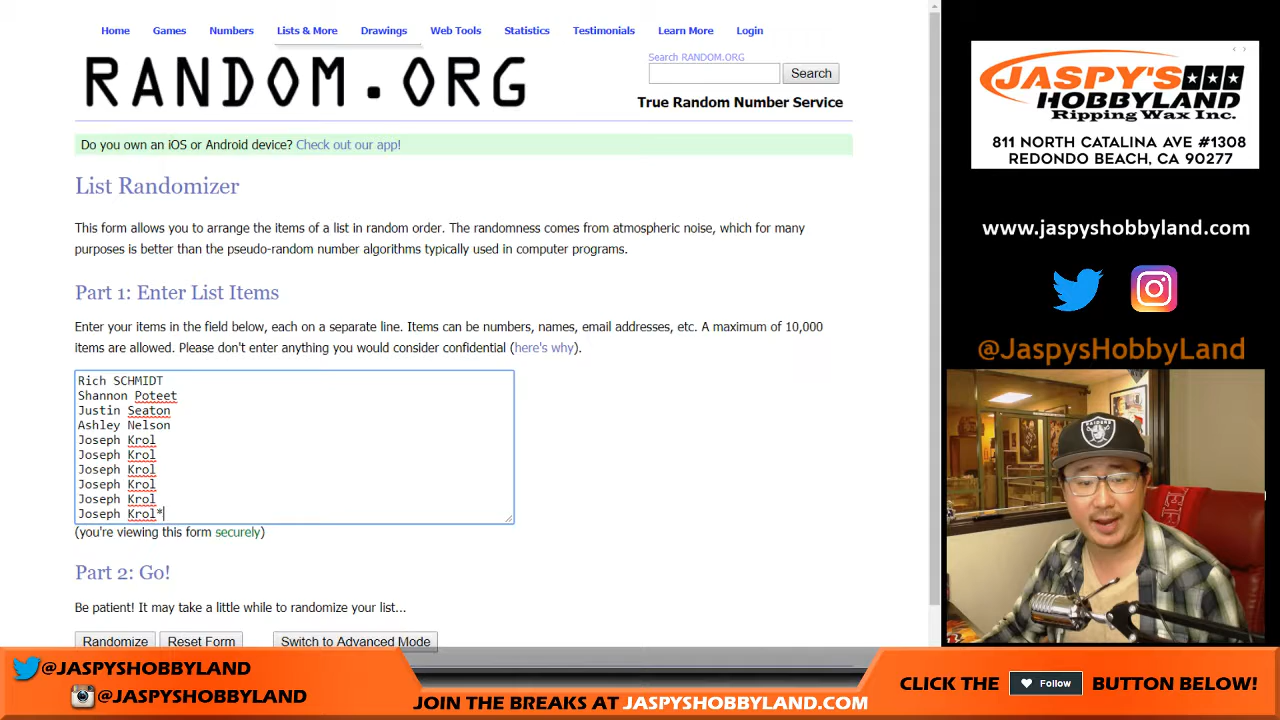 Home Games Numbers Lists & More Drawings Web Tools Statistics Testimonials Learn More Login
RANDOM.ORG
Search RANDOM.ORG
Search
True Random Number Service
Do you own an iOS or Android device? Check out our app!
List Randomizer
This form allows you to arrange the items of a list in random order. The randomness comes from atmospheric noise, which for many
purposes is better than the pseudo-random number algorithms typically used in computer programs.
Part 1: Enter List Items
Enter your items in the field below, each on a separate line. Items can be numbers, names, email addresses, etc. A maximum of 10,000
items are allowed. Please don't enter anything you would consider confidential (here's why).
Rich SCHMIDT
Shannon Poteet
Justin Seaton
Ashley Nelson
Joseph Krol
Joseph Krol
Joseph Krol
Joseph Krol
Joseph Krol
Joseph Krol*
(you're viewing this form securely)
Part 2: Go!
Be patient! It may take a little while to randomize your list...
Randomize Reset Form Switch to Advanced Mode
JASPY'S
HOBBYLAND
Ripping Wax Inc.
811 NORTH CATALINA AVE #1308
REDONDO BEACH, CA 90277
www.jaspyshobbyland.com
@JaspysHobbyLand
RAIDERS
@JASPYSHOBBYLAND
@JASPYSHOBBYLAND
JOIN THE BREAKS AT JASPYSHOBBYLAND.COM
CLICK THE Follow BUTTON BELOW!